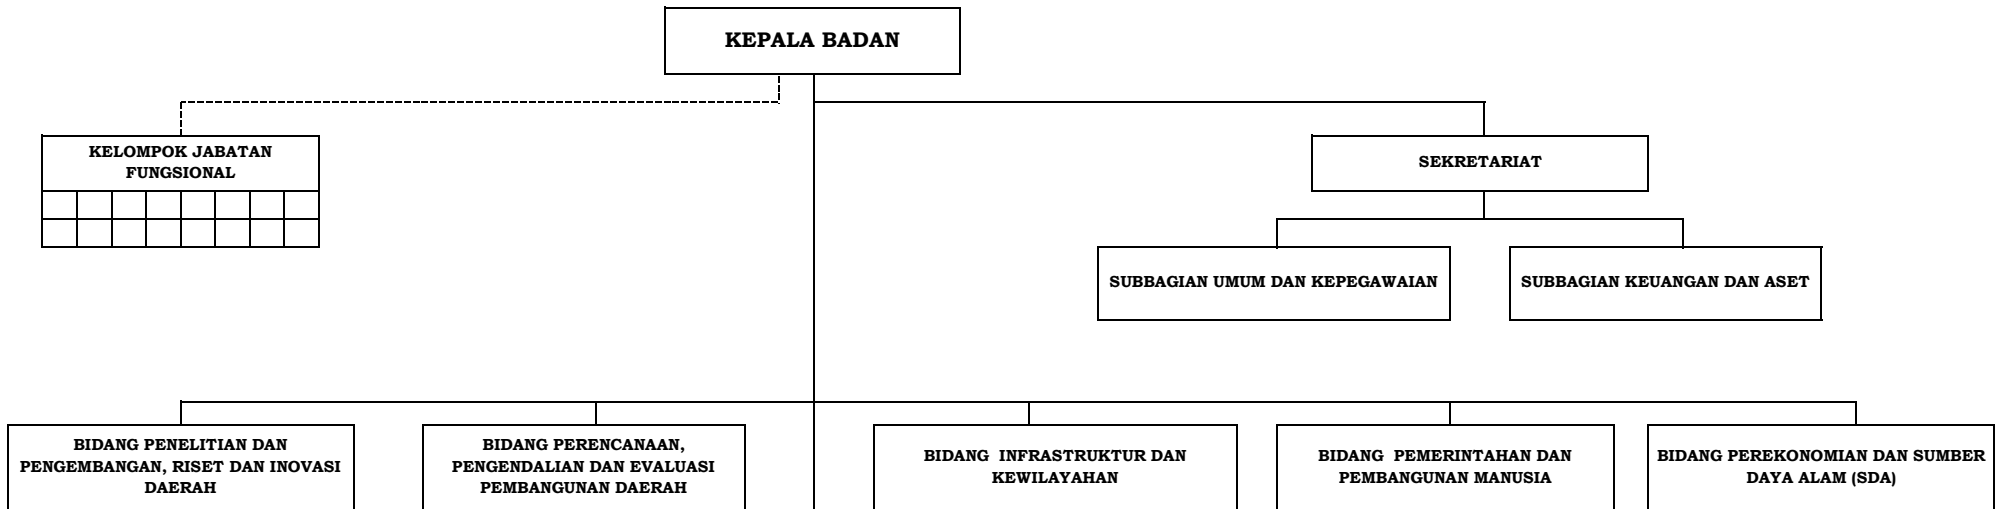 KEPALA BADAN
KELOMPOK JABATAN
FUNGSIONAL
SEKRETARIAT
SUBBAGIAN UMUM DAN KEPEGAWAIAN
SUBBAGIAN KEUANGAN DAN ASET
BIDANG PENELITIAN DAN
PENGEMBANGAN, RISET DAN INOVASI
DAERAH
BIDANG PERENCANAAN,
PENGENDALIAN DAN EVALUASI
PEMBANGUNAN DAERAH
BIDANG INFRASTRUKTUR DAN
KEWILAYAHAN
BIDANG PEMERINTAHAN DAN
PEMBANGUNAN MANUSIA
BIDANG PEREKONOMIAN DAN SUMBER
DAYA ALAM (SDA)